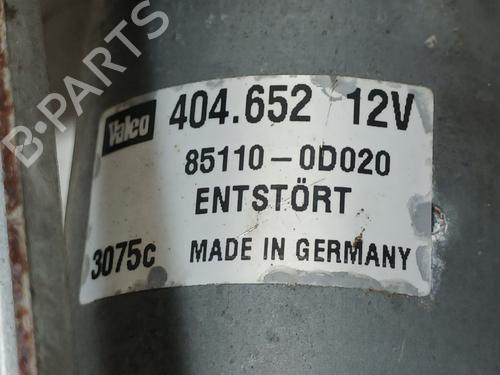 Valeo 404.652 12V
85110-0D020
ENTSTÖRT
3075c MADE IN GERMANY
B-PARTS